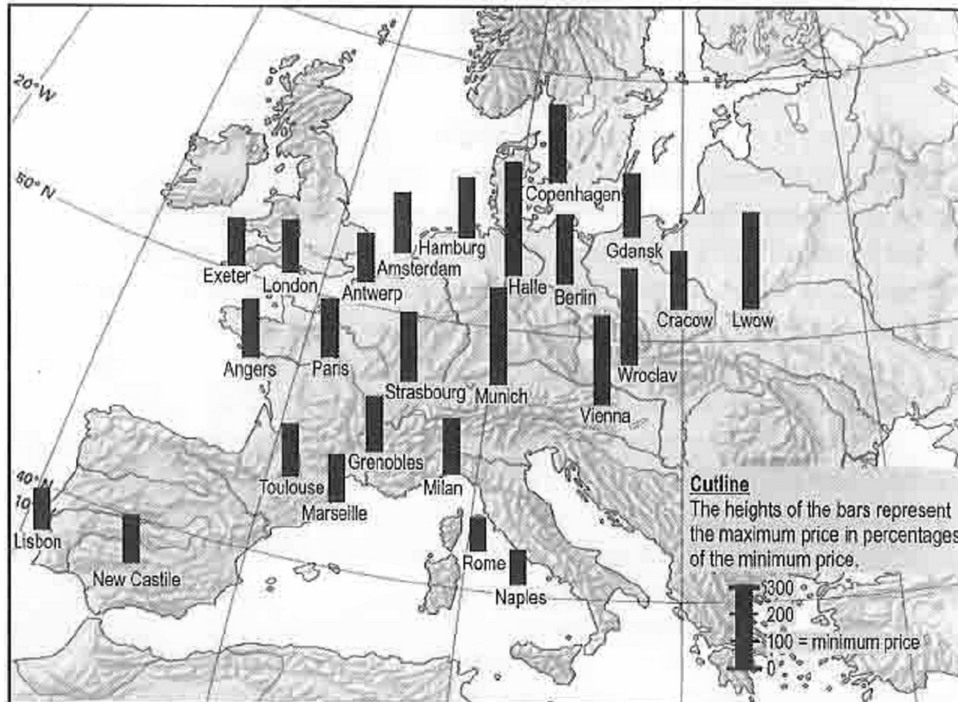 20°W
50° N
40° N
10°
Copenhagen
Hamburg
Gdansk
Exeter
London
Amsterdam
Antwerp
Halle
Berlin
Cracow
Lwow
Angers
Paris
Strasbourg
Munich
Wroclav
Vienna
Grenobles
Toulouse
Milan
Marseille
Lisbon
New Castile
Rome
Naples
Cutline
The heights of the bars represent
the maximum price in percentages
of the minimum price.
300
200
100 = minimum price
0